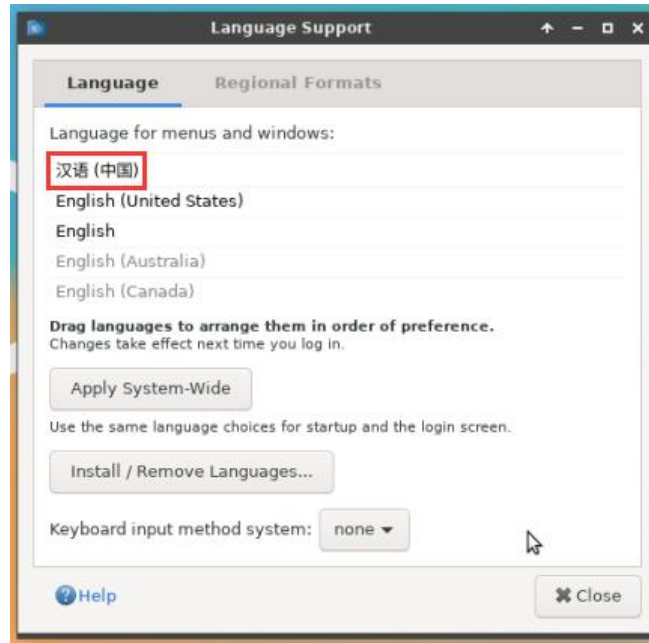 Language Support
Language Regional Formats
Language for menus and windows:
汉语 (中国)
English (United States)
English
English (Australia)
English (Canada)
Drag languages to arrange them in order of preference.
Changes take effect next time you log in.
Apply System-Wide
Use the same language choices for startup and the login screen.
Install / Remove Languages...
Keyboard input method system: none
Help Close